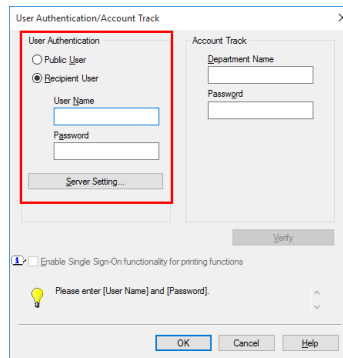 User Authentication/Account Track
User Authentication
Public User
Recipient User
User Name
Password
Server Setting...
Account Track
Department Name
Password
Verify
Enable Single Sign-On functionality for printing functions
Please enter [User Name] and [Password].
OK
Cancel
Help